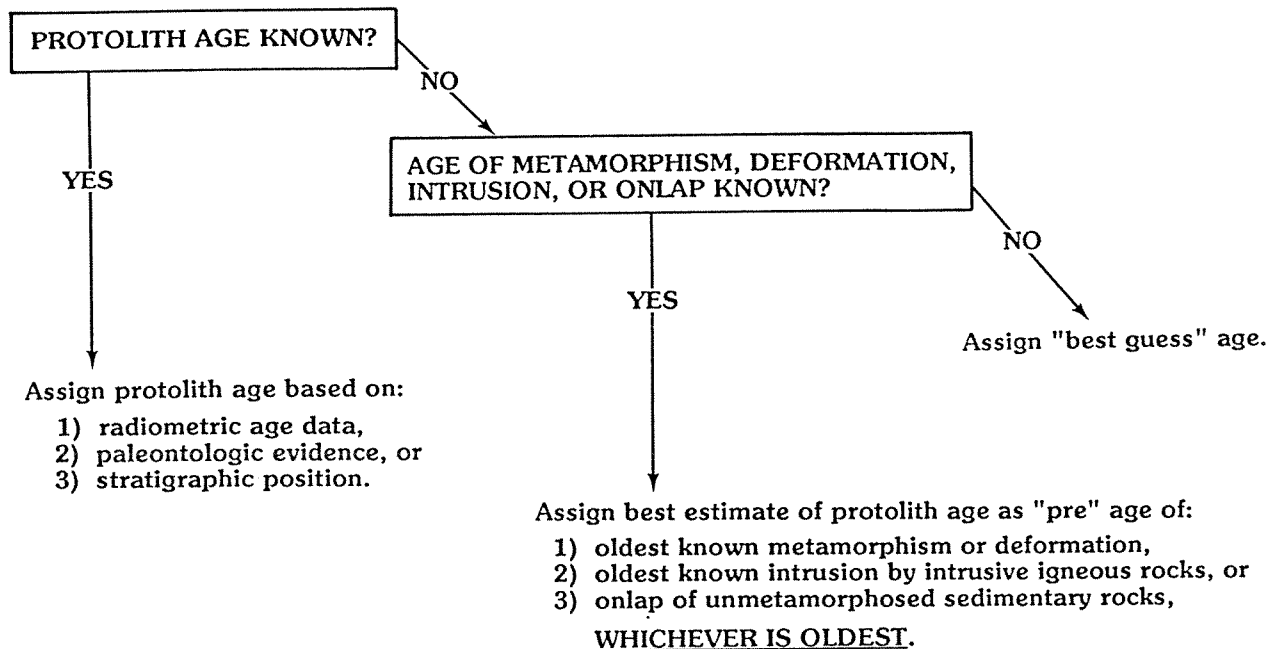 PROTOLITH AGE KNOWN?
NO
YES
AGE OF METAMORPHISM, DEFORMATION,
INTRUSION, OR ONLAP KNOWN?
NO
YES
Assign "best guess" age.
Assign protolith age based on:
1) radiometric age data,
2) paleontologic evidence, or
3) stratigraphic position.
Assign best estimate of protolith age as "pre" age of:
1) oldest known metamorphism or deformation,
2) oldest known intrusion by intrusive igneous rocks, or
3) onlap of unmetamorphosed sedimentary rocks,
WHICHEVER IS OLDEST.